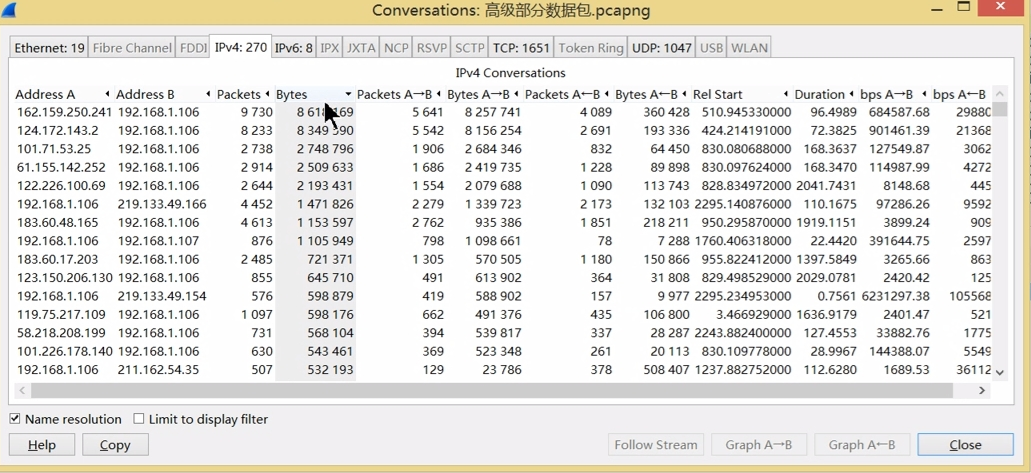 Conversations: 高级部分数据包.pcapng
Ethernet: 19 Fibre Channel FDDI IPv4: 270 IPv6: 8 IPX JXTA NCP RSVP SCTP TCP: 1651 Token Ring UDP: 1047 USB WLAN
IPv4 Conversations
Address A Address B Packets Bytes Packets A→B Bytes A→B Packets A←B Bytes A←B Rel Start Duration bps A→B bps A←B
162.159.250.241 192.168.1.106 9 730 5 641 8 257 741 4 089 360 428 510.945330000 96.4989 684587.68 29880
124.172.143.2 192.168.1.106 8 233 8 349 590 5 542 8 156 254 2 691 193 336 424.214191000 72.3825 901461.39 21368
101.71.53.25 192.168.1.106 2 738 2 748 796 1 906 2 684 346 832 64 450 830.080688000 168.3637 127549.87 3062
61.155.142.252 192.168.1.106 2 914 2 509 633 1 686 2 419 735 1 228 89 898 830.097624000 168.3470 114987.99 4272
122.226.100.69 192.168.1.106 2 644 2 193 431 1 554 2 079 688 1 090 113 743 828.834972000 2041.7431 8148.68 445
192.168.1.106 219.133.49.166 4 452 1 471 826 2 279 1 339 723 2 173 132 103 2295.140876000 110.1675 97286.26 9592
183.60.48.165 192.168.1.106 4 613 1 153 597 2 762 935 386 1 851 218 211 950.295870000 1919.1151 3899.24 909
192.168.1.106 192.168.1.107 876 1 105 949 798 1 098 661 78 7 288 1760.406318000 22.4420 391644.75 2597
183.60.17.203 192.168.1.106 2 485 721 371 1 305 570 505 1 180 150 866 955.822412000 1397.5849 3265.66 863
123.150.206.130 192.168.1.106 855 645 710 491 613 902 364 31 808 829.498529000 2029.0781 2420.42 125
192.168.1.106 219.133.49.154 576 598 879 419 588 902 157 9 977 2295.234953000 0.7561 6231297.38 105568
119.75.217.109 192.168.1.106 1 097 598 176 662 491 376 435 106 800 3.466929000 1636.9179 2401.47 521
58.218.208.199 192.168.1.106 731 568 104 394 539 817 337 28 287 2243.882400000 127.4553 33882.76 1775
101.226.178.140 192.168.1.106 630 543 461 369 523 348 261 20 113 830.109778000 28.9967 144388.07 5549
192.168.1.106 211.162.54.35 507 532 193 129 23 786 378 508 407 1237.882752000 112.6280 1689.53 36112
Name resolution Limit to display filter
Help Copy Follow Stream Graph A→B Graph A←B Close